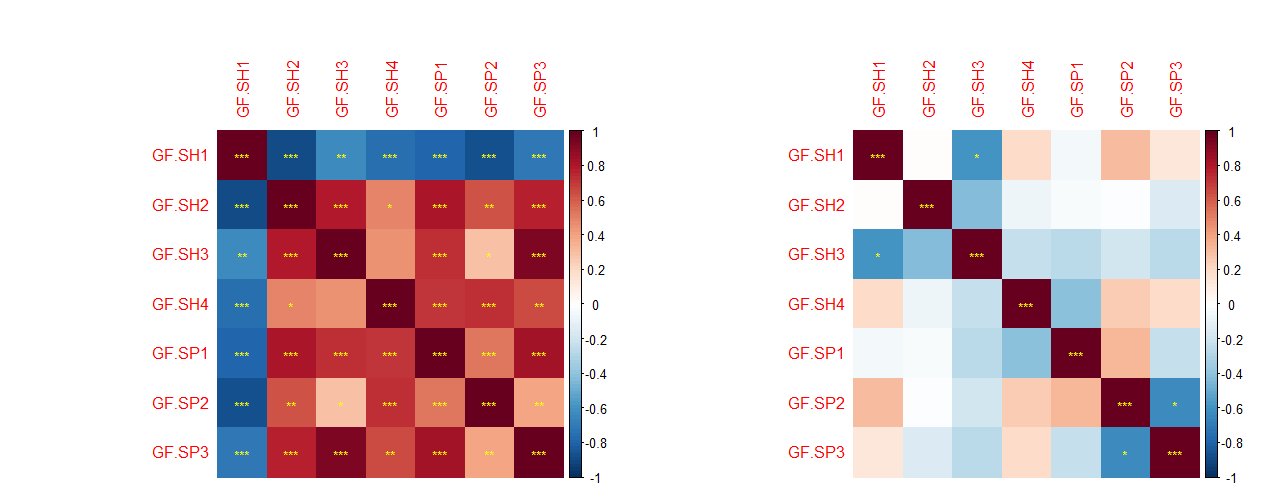 GF.SH1 GF.SH2 GF.SH3 GF.SH4 GF.SP1 GF.SP2 GF.SP3
GF.SH1 *** *** ** *** *** *** ***
GF.SH2 *** *** *** * *** ** ***
GF.SH3 ** *** *** *** * ***
GF.SH4 *** * *** *** *** **
GF.SP1 *** *** *** *** *** *** ***
GF.SP2 *** ** * *** *** *** **
GF.SP3 *** *** *** ** *** ** ***
1
0.8
0.6
0.4
0.2
0
-0.2
-0.4
-0.6
-0.8
-1
GF.SH1 GF.SH2 GF.SH3 GF.SH4 GF.SP1 GF.SP2 GF.SP3
GF.SH1 *** *
GF.SH2 ***
GF.SH3 * ***
GF.SH4 ***
GF.SP1 ***
GF.SP2 *** *
GF.SP3 * ***
1
0.8
0.6
0.4
0.2
0
-0.2
-0.4
-0.6
-0.8
-1